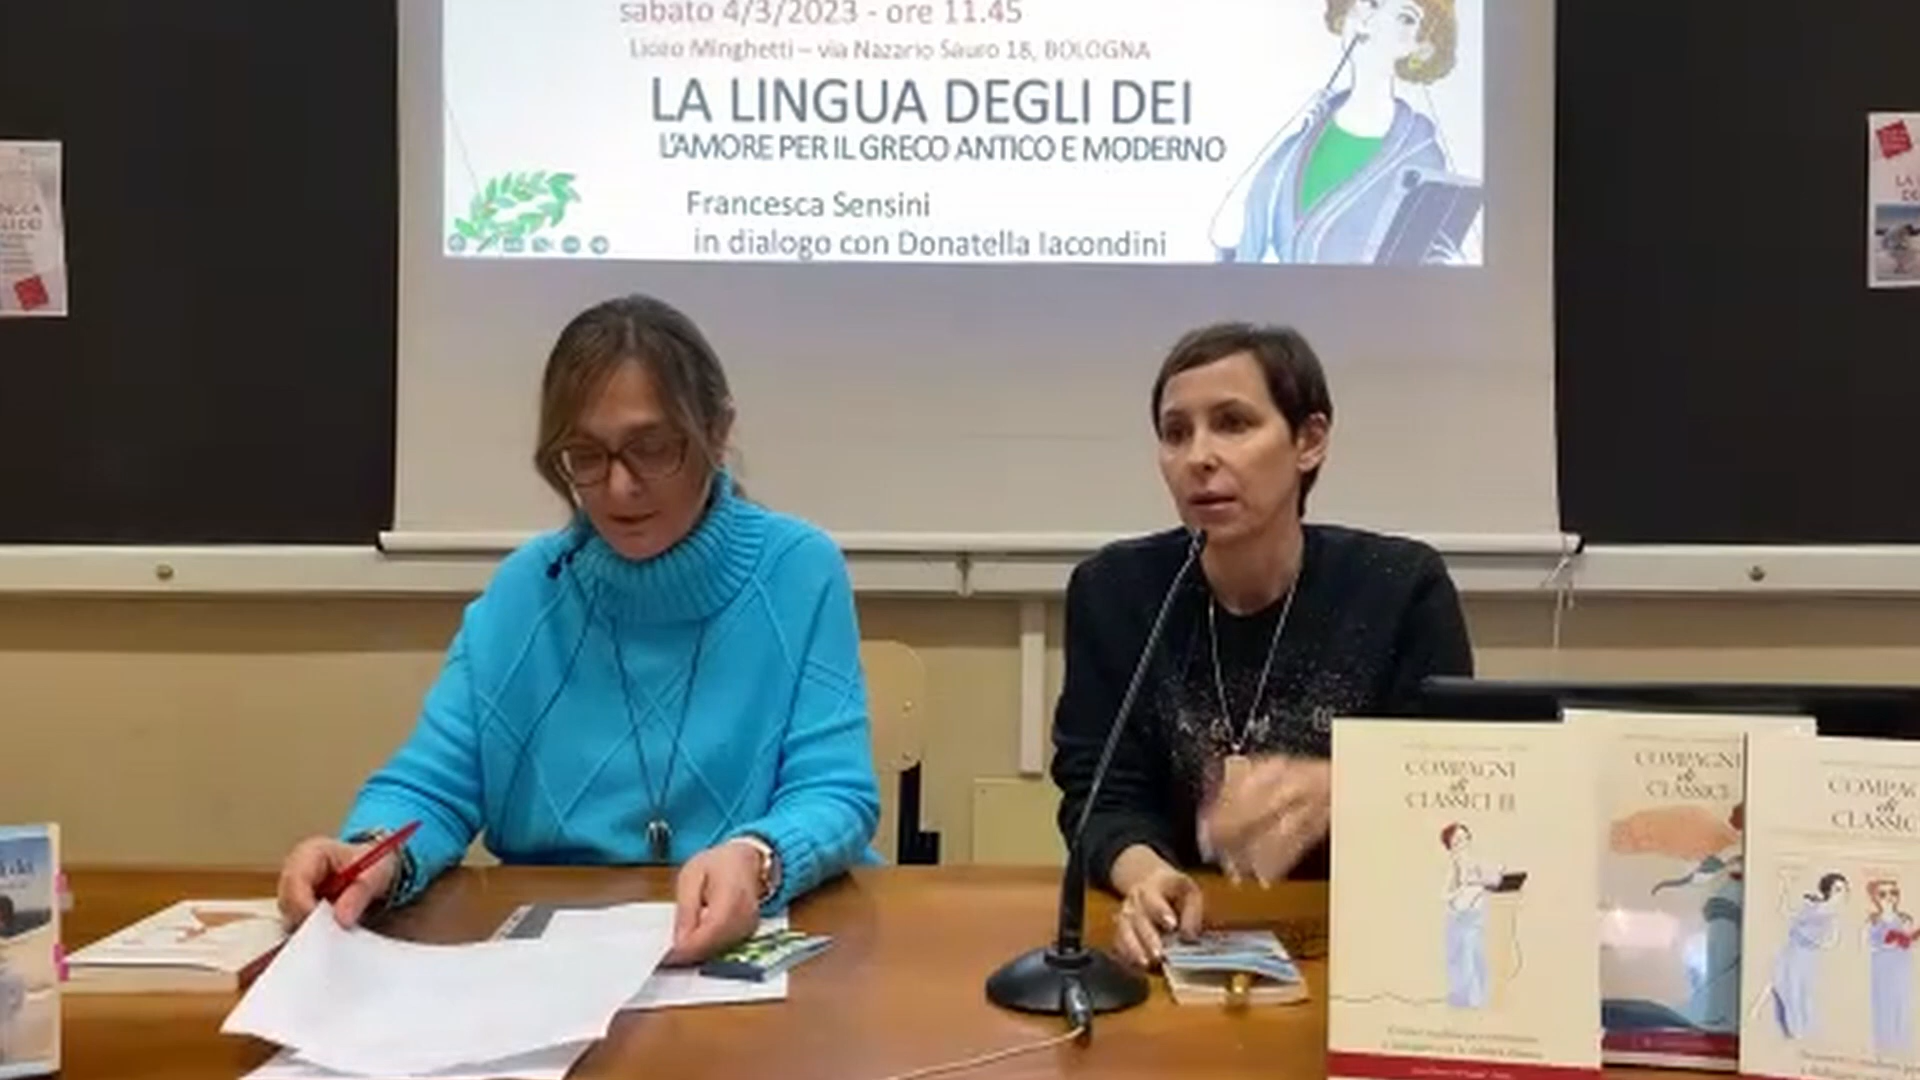 sabato 4/3/2023 - ore 11.45
Liceo Minghetti – via Nazario Sauro 18, BOLOGNA
LA LINGUA DEGLI DEI
L'AMORE PER IL GRECO ANTICO E MODERNO
Francesca Sensini
in dialogo con Donatella Iacondini
COMPAGNI
di
CLASSICI II
COMPAGNI
di
CLASSICI
COMPAG
di
CLASSIC